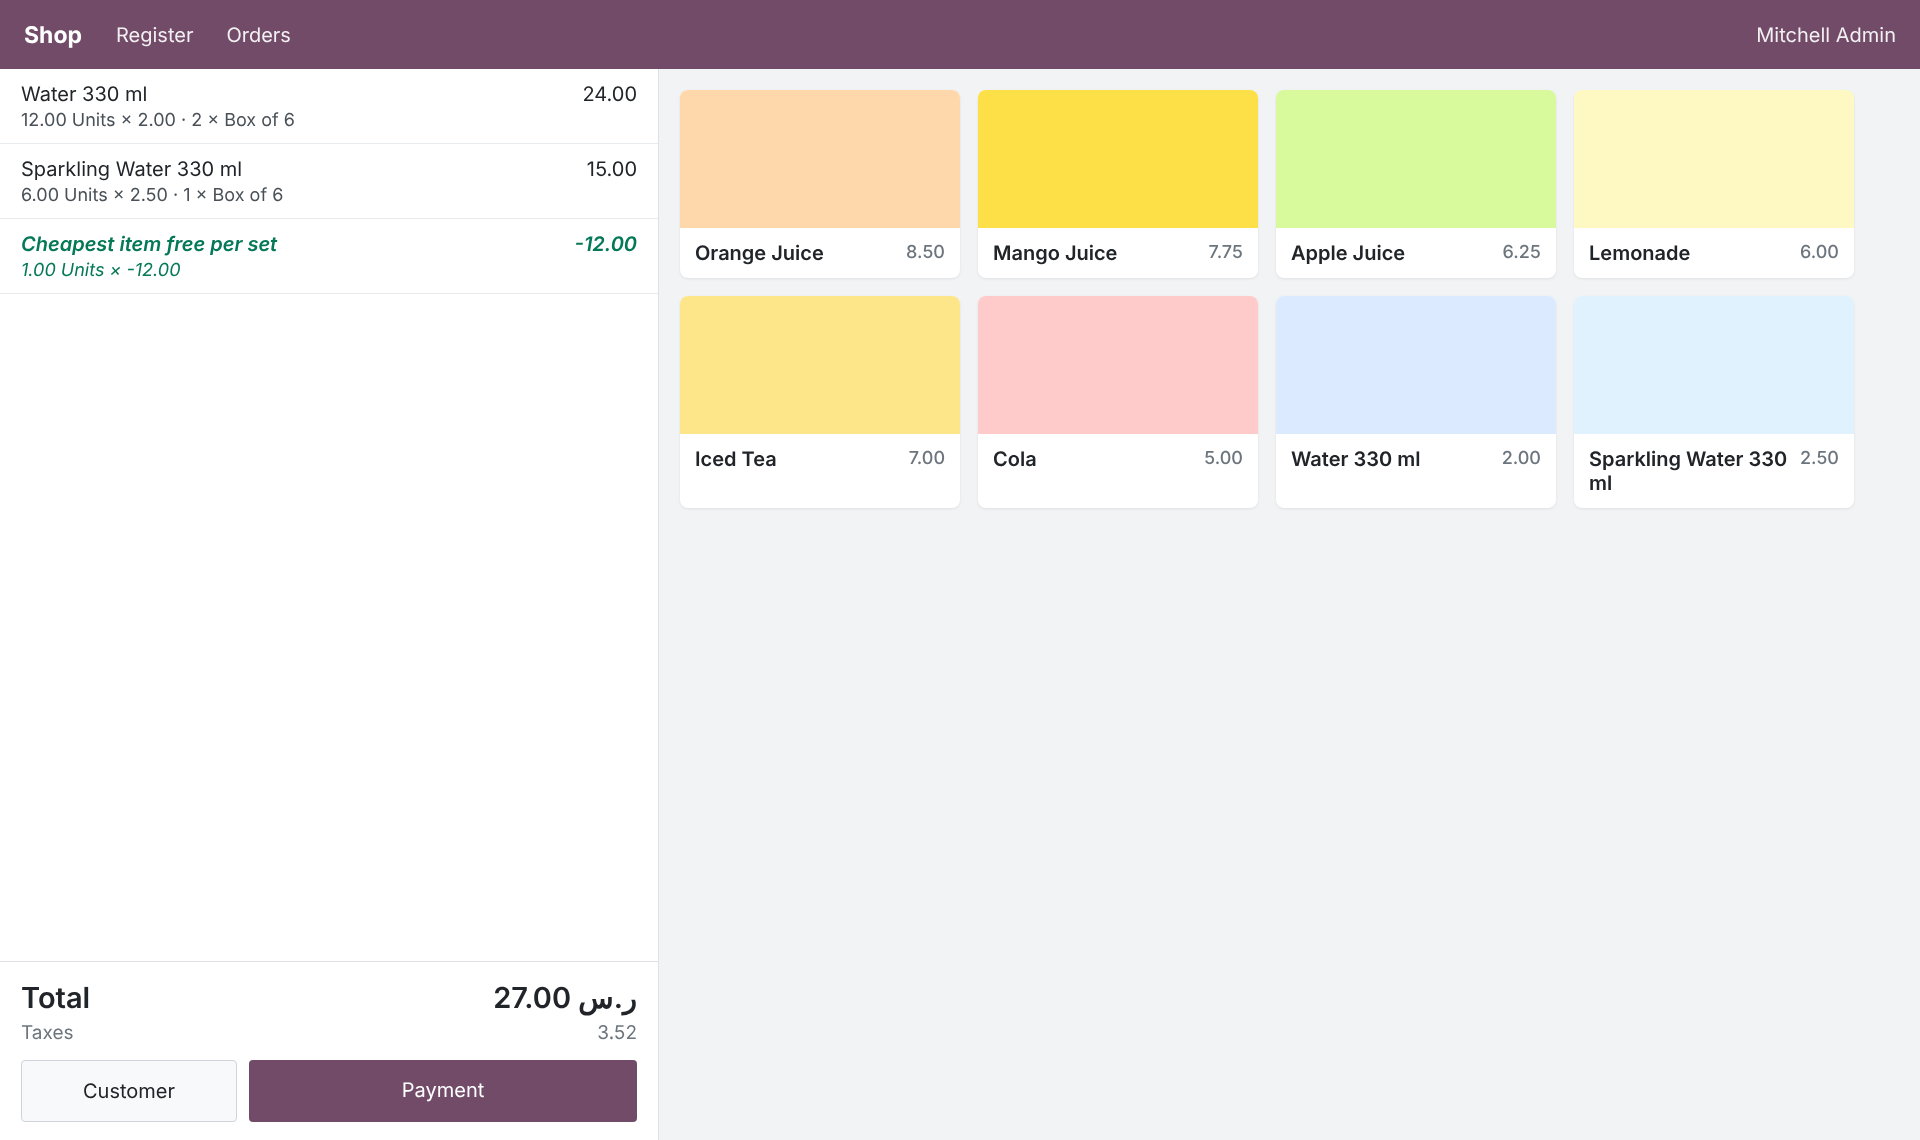 Shop Register Orders Mitchell Admin
Water 330 ml 24.00
12.00 Units × 2.00 · 2 × Box of 6
Sparkling Water 330 ml 15.00
6.00 Units × 2.50 · 1 × Box of 6
Cheapest item free per set -12.00
1.00 Units × -12.00
Total 27.00 ر.س
Taxes 3.52
Customer Payment
Orange Juice 8.50
Mango Juice 7.75
Apple Juice 6.25
Lemonade 6.00
Iced Tea 7.00
Cola 5.00
Water 330 ml 2.00
Sparkling Water 330 2.50
ml